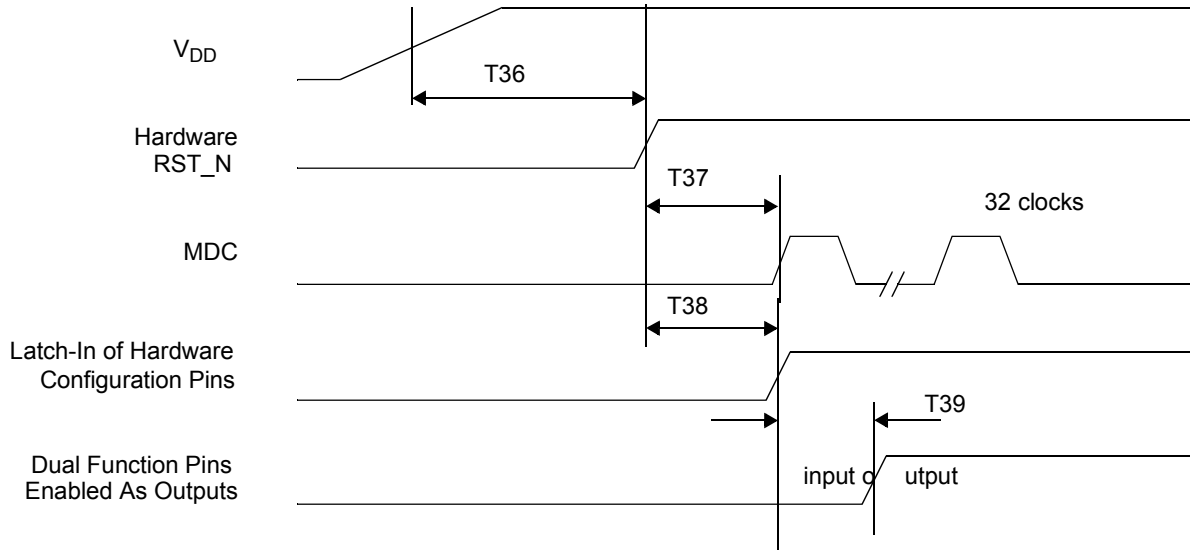 VDD
T36
Hardware
RST_N
T37
32 clocks
MDC
T38
Latch-In of Hardware
Configuration Pins
T39
Dual Function Pins
Enabled As Outputs
input o utput